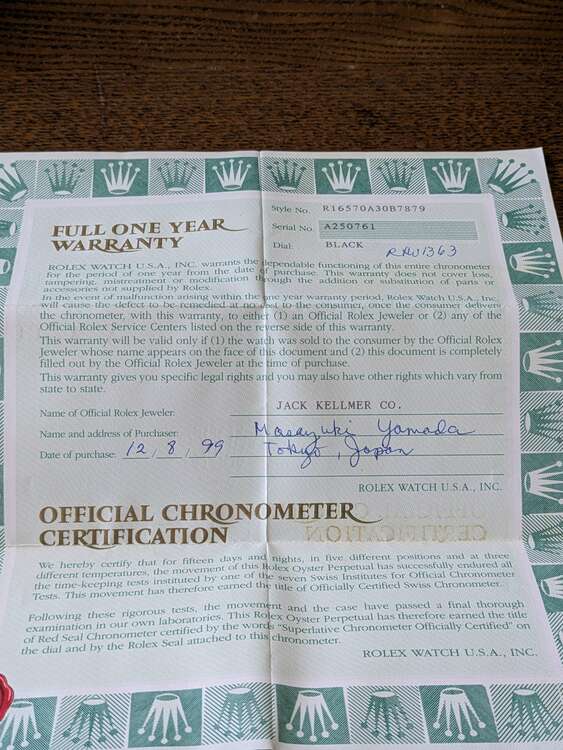 FULL ONE YEAR
WARRANTY
Style No. R16570A30B7879
Serial No. A250761
Dial: BLACK
RHW1363
ROLEX WATCH U.S.A., INC. warrants the dependable functioning of this entire chronometer
for the period of one year from the date of purchase. This warranty does not cover loss,
tampering, mistreatment or modification through the addition or substitution of parts or
accessories not supplied by Rolex.
In the event of malfunction arising within the one year warranty period, Rolex Watch U.S.A., Inc.
will cause the defect to be remedied at no cost to the consumer, once the consumer delivers
the chronometer, with this warranty, to either (1) an Official Rolex Jeweler or (2) any of the
Official Rolex Service Centers listed on the reverse side of this warranty.
This warranty will be valid only if (1) the watch was sold to the consumer by the Official Rolex
Jeweler whose name appears on the face of this document and (2) this document is completely
filled out by the Official Rolex Jeweler at the time of purchase.
This warranty gives you specific legal rights and you may also have other rights which vary from
state to state.
Name of Official Rolex Jeweler: JACK KELLMER CO.
Name and address of Purchaser: Masayuki Yamada
Date of purchase: 12, 8, 99 Tokyo, Japan
ROLEX WATCH U.S.A., INC.
OFFICIAL CHRONOMETER
CERTIFICATION
We hereby certify that for fifteen days and nights, in five different positions and at three
different temperatures, the movement of this Rolex Oyster Perpetual has successfully endured all
the time-keeping tests instituted by one of the seven Swiss Institutes for Official Chronometer
Tests. This movement has therefore earned the title of Officially Certified Swiss Chronometer.
Following these rigorous tests, the movement and the case have passed a final thorough
examination in our own laboratories. This Rolex Oyster Perpetual has therefore earned the title
of Red Seal Chronometer certified by the words "Superlative Chronometer Officially Certified" on
the dial and by the Rolex Seal attached to this chronometer.
ROLEX WATCH U.S.A., INC.